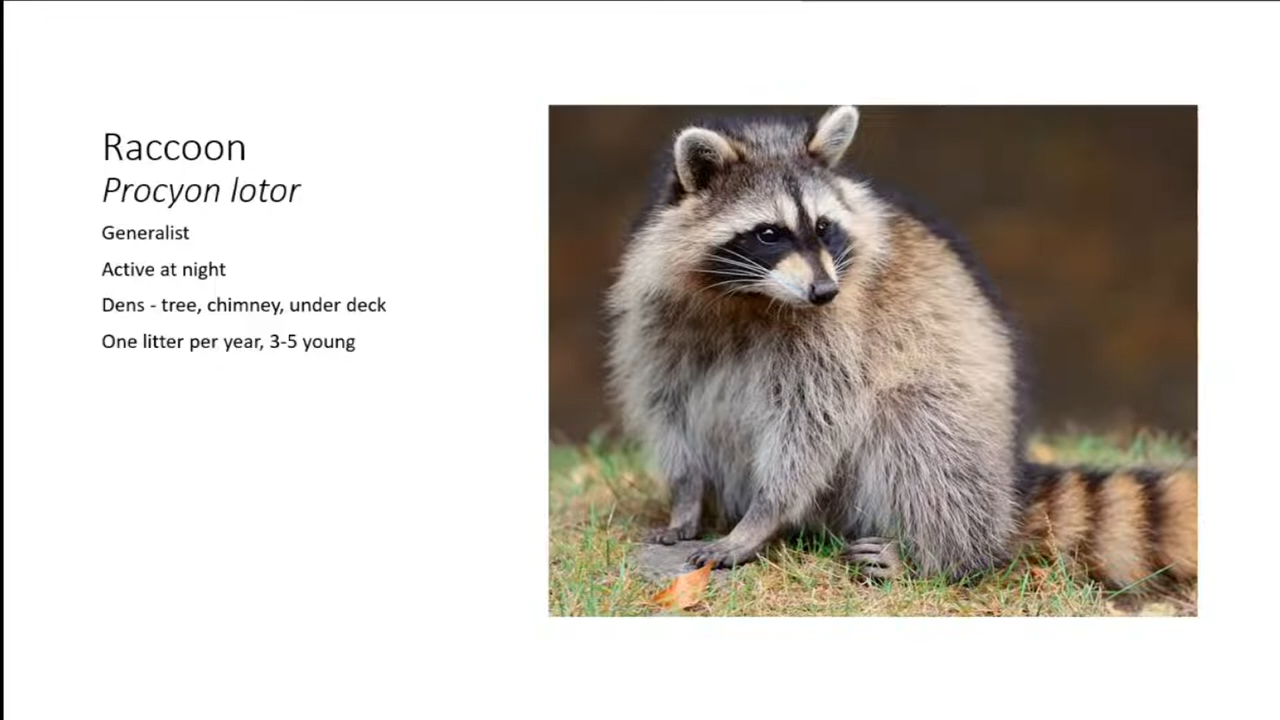 Raccoon
Procyon lotor
Generalist
Active at night
Dens - tree, chimney, under deck
One litter per year, 3-5 young